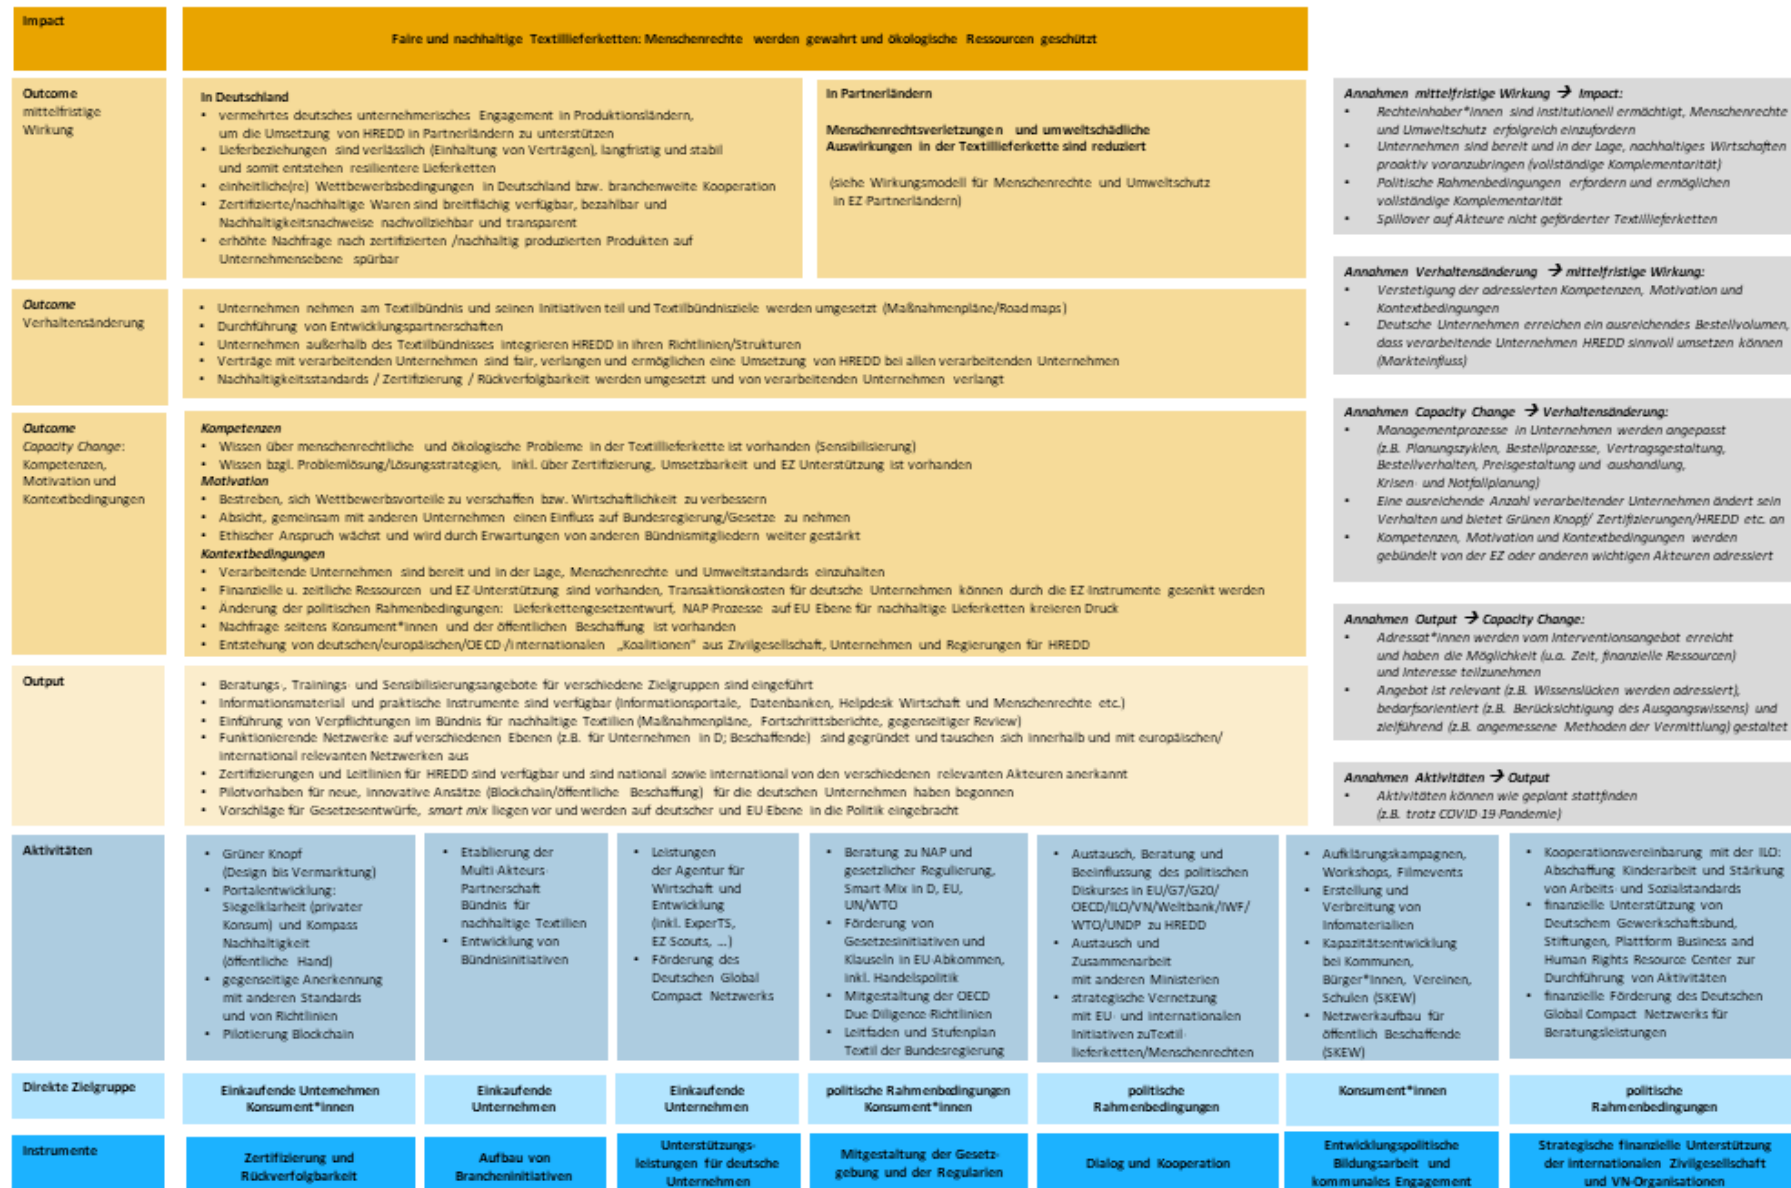 Impact
Faire und nachhaltige Textillieferketten: Menschenrechte werden gewahrt und ökologische Ressourcen geschützt
Outcome
mittelfristige
Wirkung
In Deutschland
• vermehrtes deutsches unternehmerisches Engagement in Produktionsländern,
um die Umsetzung von HREDD in Partnerländern zu unterstützen
• Lieferbeziehungen sind verlässlich (Einhaltung von Verträgen), langfristig und stabil
und somit entstehen resilientere Lieferketten
• einheitliche(re) Wettbewerbsbedingungen in Deutschland bzw. branchenweite Kooperation
• Zertifizierte/nachhaltige Waren sind breitflächig verfügbar, bezahlbar und
Nachhaltigkeitsnachweise nachvollziehbar und transparent
• erhöhte Nachfrage nach zertifizierten /nachhaltig produzierten Produkten auf
Unternehmensebene spürbar
In Partnerländern
Menschenrechtsverletzungen und umweltschädliche
Auswirkungen in der Textillieferkette sind reduziert
(siehe Wirkungsmodell für Menschenrechte und Umweltschutz
in EZ-Partnerländern)
Annahmen mittelfristige Wirkung → Impact:
• Rechteinhaber*innen sind institutionell ermächtigt, Menschenrechte
und Umweltschutz erfolgreich einzufordern
• Unternehmen sind bereit und in der Lage, nachhaltiges Wirtschaften
proaktiv voranzubringen (vollständige Komplementarität)
• Politische Rahmenbedingungen erfordern und ermöglichen
vollständige Komplementarität
• Spillover auf Akteure nicht geförderter Textillieferketten
Outcome
Verhaltensänderung
• Unternehmen nehmen am Textilbündnis und seinen Initiativen teil und Textilbündnisziele werden umgesetzt (Maßnahmenpläne/Roadmaps)
• Durchführung von Entwicklungspartnerschaften
• Unternehmen außerhalb des Textilbündnisses integrieren HREDD in ihren Richtlinien/Strukturen
• Verträge mit verarbeitenden Unternehmen sind fair, verlangen und ermöglichen eine Umsetzung von HREDD bei allen verarbeitenden Unternehmen
• Nachhaltigkeitsstandards / Zertifizierung / Rückverfolgbarkeit werden umgesetzt und von verarbeitenden Unternehmen verlangt
Annahmen Verhaltensänderung → mittelfristige Wirkung:
• Verstetigung der adressierten Kompetenzen, Motivation und
Kontextbedingungen
• Deutsche Unternehmen erreichen ein ausreichendes Bestellvolumen,
dass verarbeitende Unternehmen HREDD sinnvoll umsetzen können
(Markteinfluss)
Outcome
Capacity Change:
Kompetenzen,
Motivation und
Kontextbedingungen
Kompetenzen
• Wissen über menschenrechtliche und ökologische Probleme in der Textillieferkette ist vorhanden (Sensibilisierung)
• Wissen bzgl. Problemlösung/Lösungsstrategien, inkl. über Zertifizierung, Umsetzbarkeit und EZ-Unterstützung ist vorhanden
Motivation
• Bestreben, sich Wettbewerbsvorteile zu verschaffen bzw. Wirtschaftlichkeit zu verbessern
• Absicht, gemeinsam mit anderen Unternehmen einen Einfluss auf Bundesregierung/Gesetze zu nehmen
• Ethischer Anspruch wächst und wird durch Erwartungen von anderen Bündnismitgliedern weiter gestärkt
Kontextbedingungen
• Verarbeitende Unternehmen sind bereit und in der Lage, Menschenrechte und Umweltstandards einzuhalten
• Finanzielle u. zeitliche Ressourcen und EZ-Unterstützung sind vorhanden, Transaktionskosten für deutsche Unternehmen können durch die EZ-Instrumente gesenkt werden
• Änderung der politischen Rahmenbedingungen: Lieferkettengesetzentwurf, NAP-Prozesse auf EU-Ebene für nachhaltige Lieferketten kreieren Druck
• Nachfrage seitens Konsument*innen und der öffentlichen Beschaffung ist vorhanden
• Entstehung von deutschen/europäischen/OECD-/internationalen „Koalitionen" aus Zivilgesellschaft, Unternehmen und Regierungen für HREDD
Annahmen Capacity Change → Verhaltensänderung:
• Managementprozesse in Unternehmen werden angepasst
(z.B. Planungszyklen, Bestellprozesse, Vertragsgestaltung,
Bestellverhalten, Preisgestaltung und -aushandlung,
Krisen- und Notfallplanung)
• Eine ausreichende Anzahl verarbeitender Unternehmen ändert sein
Verhalten und bietet Grünen Knopf/ Zertifizierungen/HREDD etc. an
• Kompetenzen, Motivation und Kontextbedingungen werden
gebündelt von der EZ oder anderen wichtigen Akteuren adressiert
Output
• Beratungs-, Trainings- und Sensibilisierungsangebote für verschiedene Zielgruppen sind eingeführt
• Informationsmaterial und praktische Instrumente sind verfügbar (Informationsportale, Datenbanken, Helpdesk Wirtschaft und Menschenrechte etc.)
• Einführung von Verpflichtungen im Bündnis für nachhaltige Textilien (Maßnahmenpläne, Fortschrittsberichte, gegenseitiger Review)
• Funktionierende Netzwerke auf verschiedenen Ebenen (z.B. für Unternehmen in D; Beschaffende) sind gegründet und tauschen sich innerhalb und mit europäischen/
international relevanten Netzwerken aus
• Zertifizierungen und Leitlinien für HREDD sind verfügbar und sind national sowie international von den verschiedenen relevanten Akteuren anerkannt
• Pilotvorhaben für neue, innovative Ansätze (Blockchain/öffentliche Beschaffung) für die deutschen Unternehmen haben begonnen
• Vorschläge für Gesetzesentwürfe, smart mix liegen vor und werden auf deutscher und EU-Ebene in die Politik eingebracht
Annahmen Output → Capacity Change:
• Adressat*innen werden vom Interventionsangebot erreicht
und haben die Möglichkeit (u.a. Zeit, finanzielle Ressourcen)
und Interesse teilzunehmen
• Angebot ist relevant (z.B. Wissenslücken werden adressiert),
bedarfsorientiert (z.B. Berücksichtigung des Ausgangswissens) und
zielführend (z.B. angemessene Methoden der Vermittlung) gestaltet
Annahmen Aktivitäten → Output
• Aktivitäten können wie geplant stattfinden
(z.B. trotz COVID-19-Pandemie)
Aktivitäten
• Grüner Knopf
(Design bis Vermarktung)
• Portalentwicklung:
Siegelklarheit (privater
Konsum) und Kompass
Nachhaltigkeit
(öffentliche Hand)
• gegenseitige Anerkennung
mit anderen Standards
und von Richtlinien
• Pilotierung Blockchain
• Etablierung der
Multi-Akteurs-
Partnerschaft
Bündnis für
nachhaltige Textilien
• Entwicklung von
Bündnisinitiativen
• Leistungen
der Agentur für
Wirtschaft und
Entwicklung
(inkl. ExperTS,
EZ-Scouts, ...)
• Förderung des
Deutschen Global
Compact Netzwerks
• Beratung zu NAP und
gesetzlicher Regulierung,
Smart-Mix in D, EU,
UN/WTO
• Förderung von
Gesetzesinitiativen und
Klauseln in EU-Abkommen,
inkl. Handelspolitik
• Mitgestaltung der OECD
Due-Diligence-Richtlinien
• Leitfaden und Stufenplan
Textil der Bundesregierung
• Austausch, Beratung und
Beeinflussung des politischen
Diskurses in EU/G7/G20/
OECD/ILO/VN/Weltbank/IWF/
WTO/UNDP zu HREDD
• Austausch und
Zusammenarbeit
mit anderen Ministerien
• strategische Vernetzung
mit EU- und internationalen
Initiativen zuTextil-
lieferketten/Menschenrechten
• Aufklärungskampagnen,
Workshops, Filmevents
• Erstellung und
Verbreitung von
Infomaterialien
• Kapazitätsentwicklung
bei Kommunen,
Bürger*innen, Vereinen,
Schulen (SKEW)
• Netzwerkaufbau für
öffentlich Beschaffende
(SKEW)
• Kooperationsvereinbarung mit der ILO:
Abschaffung Kinderarbeit und Stärkung
von Arbeits- und Sozialstandards
• finanzielle Unterstützung von
Deutschem Gewerkschaftsbund,
Stiftungen, Plattform Business and
Human Rights Resource Center zur
Durchführung von Aktivitäten
• finanzielle Förderung des Deutschen
Global Compact Netzwerks für
Beratungsleistungen
Direkte Zielgruppe
Einkaufende Unternehmen
Konsument*innen
Einkaufende
Unternehmen
Einkaufende
Unternehmen
politische Rahmenbedingungen
Konsument*innen
politische
Rahmenbedingungen
Konsument*innen
politische
Rahmenbedingungen
Instrumente
Zertifizierung und
Rückverfolgbarkeit
Aufbau von
Brancheninitiativen
Unterstützungs-
leistungen für deutsche
Unternehmen
Mitgestaltung der Gesetz-
gebung und der Regularien
Dialog und Kooperation
Entwicklungspolitische
Bildungsarbeit und
kommunales Engagement
Strategische finanzielle Unterstützung
der internationalen Zivilgesellschaft
und VN-Organisationen